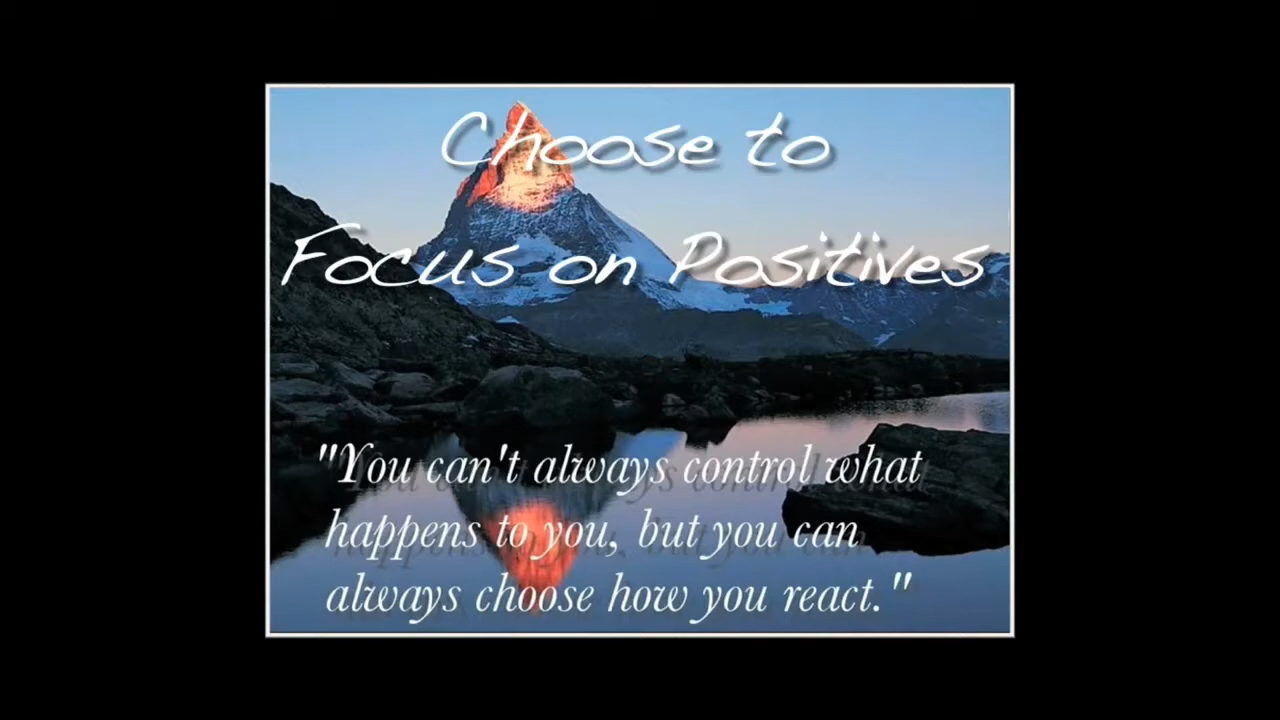 Choose to
Focus on Positives
"You can't always control what
happens to you, but you can
always choose how you react."